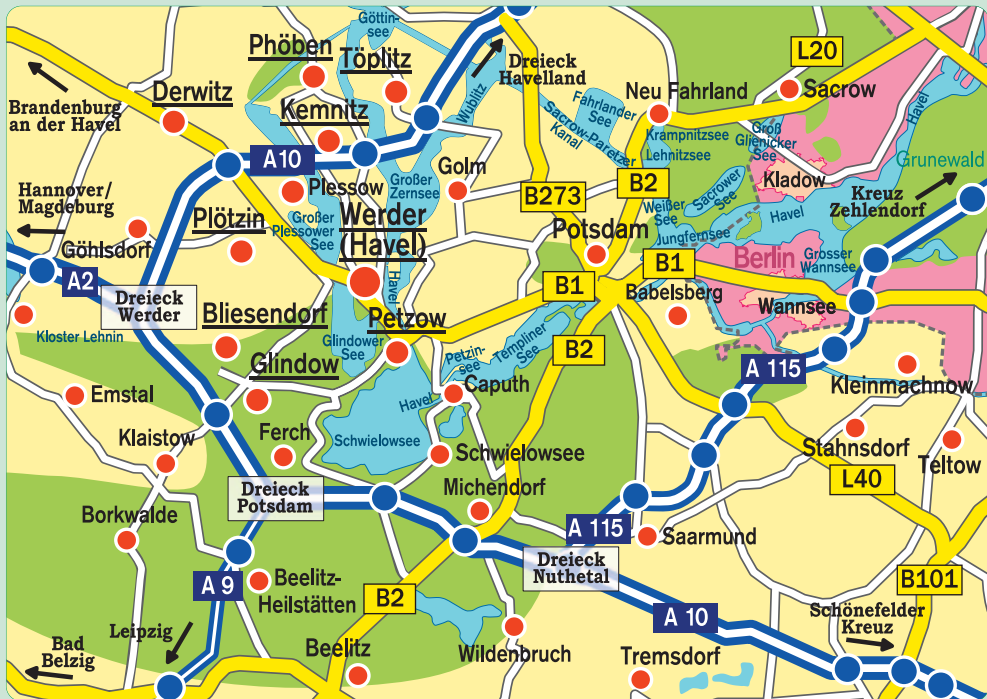 Göttin-
see
Phöben
Töplitz
L20
Dreieck
Havelland
Sacrow
Neu Fahrland
Brandenburg
an der Havel
Derwitz
Kemnitz
Wublitz
Fahrlander
See
Sacrow-Paretzer
Kanal
Krampnitzsee
Lehnitzsee
Groß
Glienicker
See
Havel
Grunewald
A10
Golm
Kladow
Hannover/
Magdeburg
Plessow
Großer
Zernsee
B273
B2
Sacrower
See
Kreuz
Zehlendorf
Göhlsdorf
Plötzin
Großer
Plessower
See
Werder
(Havel)
Weißer
See
Havel
Potsdam
Jungfernsee
A2
Havel
B1
B1
Berlin
Grosser
Wannsee
Dreieck
Werder
Babelsberg
Wannsee
Kloster Lehnin
Bliesendorf
Petzow
Glindower
See
B2
Petzin-
see
Templiner
See
Glindow
A 115
Kleinmachnow
Emstal
Caputh
Havel
Klaistow
Ferch
Schwielowsee
Schwielowsee
Stahnsdorf
Teltow
L40
Dreieck
Potsdam
Michendorf
Borkwalde
A 115
Saarmund
A 9
Beelitz-
Heilstätten
B2
Dreieck
Nuthetal
B101
A 10
Schönefelder
Kreuz
Leipzig
Bad
Belzig
Beelitz
Wildenbruch
Tremsdorf